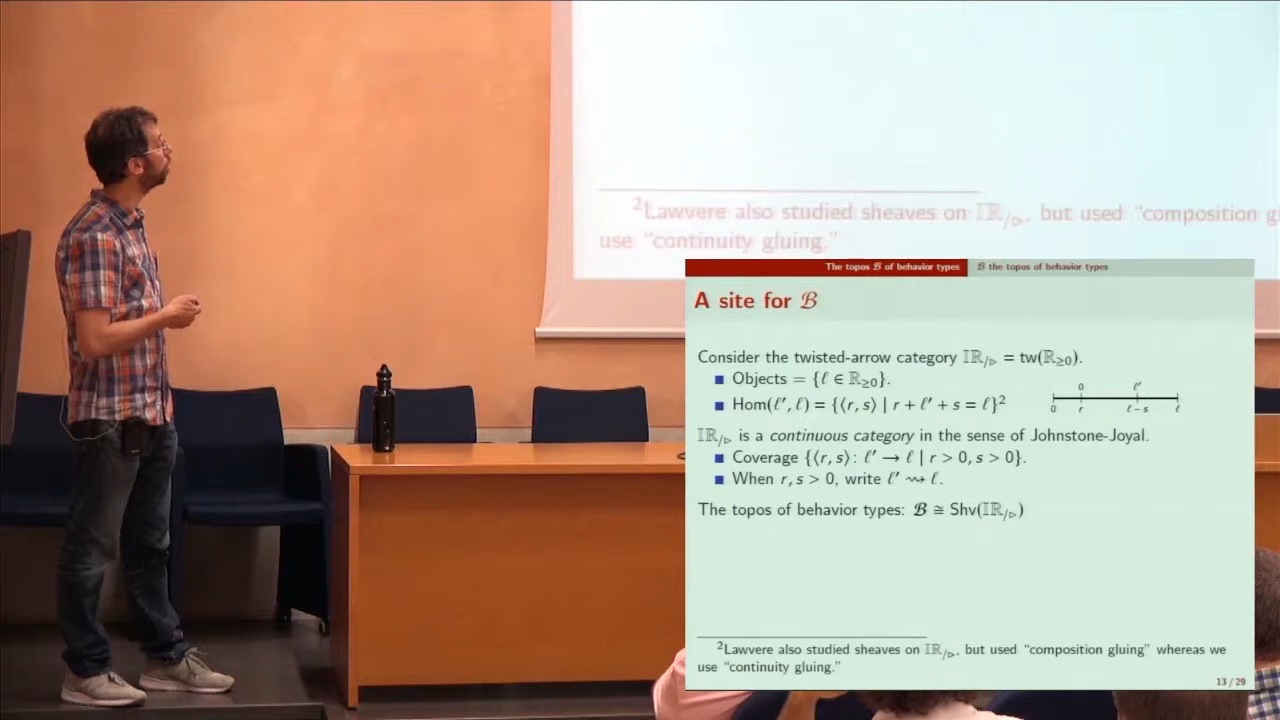 ²Lawvere also studied sheaves on 𝕀ℝ/▹, but used “composition g
use “continuity gluing.”
The topos ℬ of behavior types ℬ the topos of behavior types
A site for ℬ
Consider the twisted-arrow category 𝕀ℝ/▹ = tw(ℝ≥0).
Objects = {ℓ ∈ ℝ≥0}.
Hom(ℓ′, ℓ) = {⟨r, s⟩ | r + ℓ′ + s = ℓ}²
0 ℓ′
0 r ℓ − s ℓ
𝕀ℝ/▹ is a continuous category in the sense of Johnstone-Joyal.
Coverage {⟨r, s⟩: ℓ′ → ℓ | r > 0, s > 0}.
When r, s > 0, write ℓ′ ⇝ ℓ.
The topos of behavior types: ℬ ≅ Shv(𝕀ℝ/▹)
²Lawvere also studied sheaves on 𝕀ℝ/▹, but used “composition gluing” whereas we
use “continuity gluing.”
13 / 29